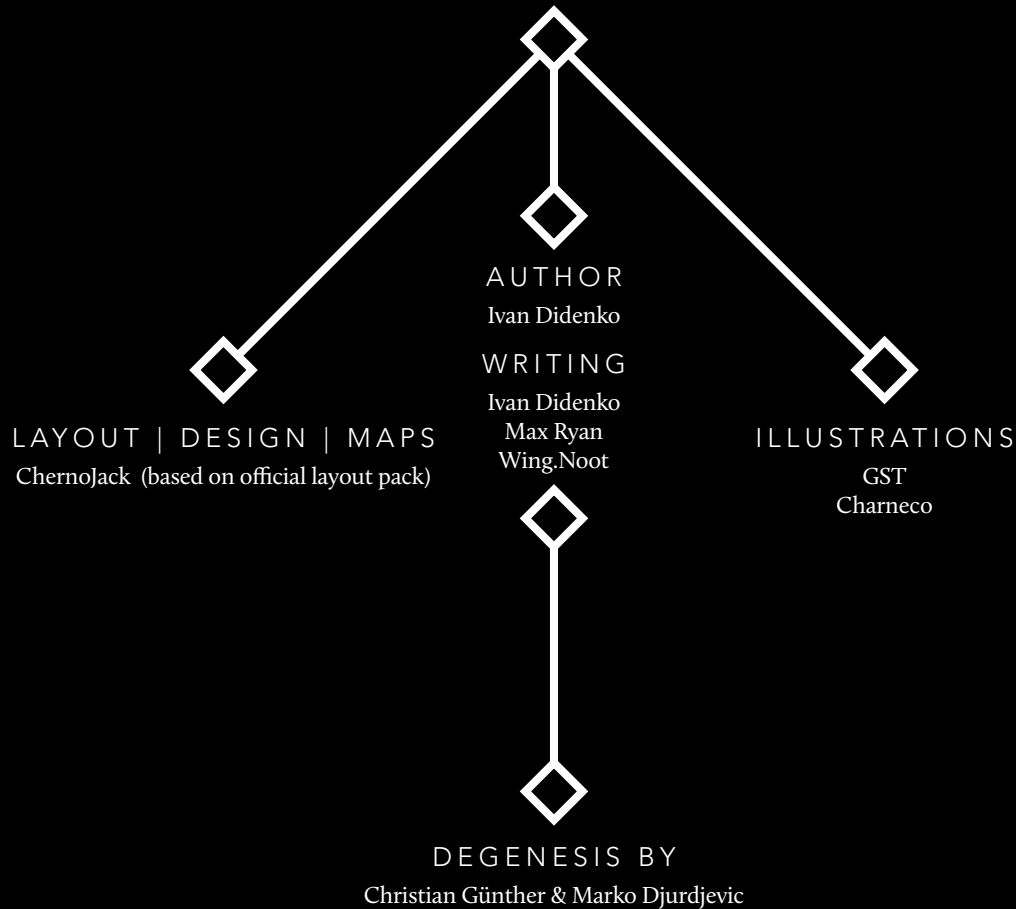 AUTHOR
Ivan Didenko
WRITING
Ivan Didenko
Max Ryan
Wing.Noot
LAYOUT | DESIGN | MAPS
ChernoJack (based on official layout pack)
ILLUSTRATIONS
GST
Charneco
DEGENESIS BY
Christian Günther & Marko Djurdjevic